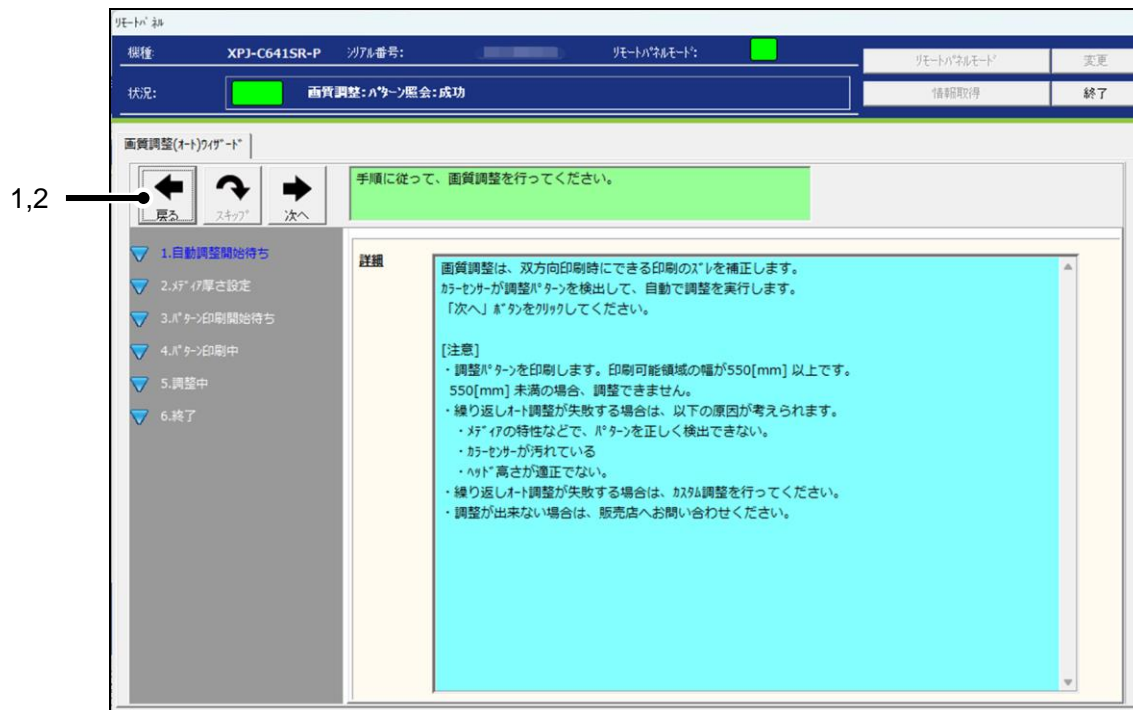 リモートパネル
機種: XPJ-C641SR-P シリアル番号: リモートパネルモード: リモートパネルモード 変更
状況: 画質調整:パターン照会:成功 情報取得 終了
画質調整(オート)ウィザード
1,2
戻る スキップ 次へ
手順に従って、画質調整を行ってください。
1.自動調整開始待ち
2.メディア厚さ設定
3.パターン印刷開始待ち
4.パターン印刷中
5.調整中
6.終了
詳細
画質調整は、双方向印刷時にできる印刷のズレを補正します。
カラーセンサーが調整パターンを検出して、自動で調整を実行します。
「次へ」ボタンをクリックしてください。
[注意]
・調整パターンを印刷します。印刷可能領域の幅が550[mm] 以上です。
550[mm] 未満の場合、調整できません。
・繰り返しオート調整が失敗する場合は、以下の原因が考えられます。
・メディアの特性などで、パターンを正しく検出できない。
・カラーセンサーが汚れている
・ヘッド高さが適正でない。
・繰り返しオート調整が失敗する場合は、カスタム調整を行ってください。
・調整が出来ない場合は、販売店へお問い合わせください。